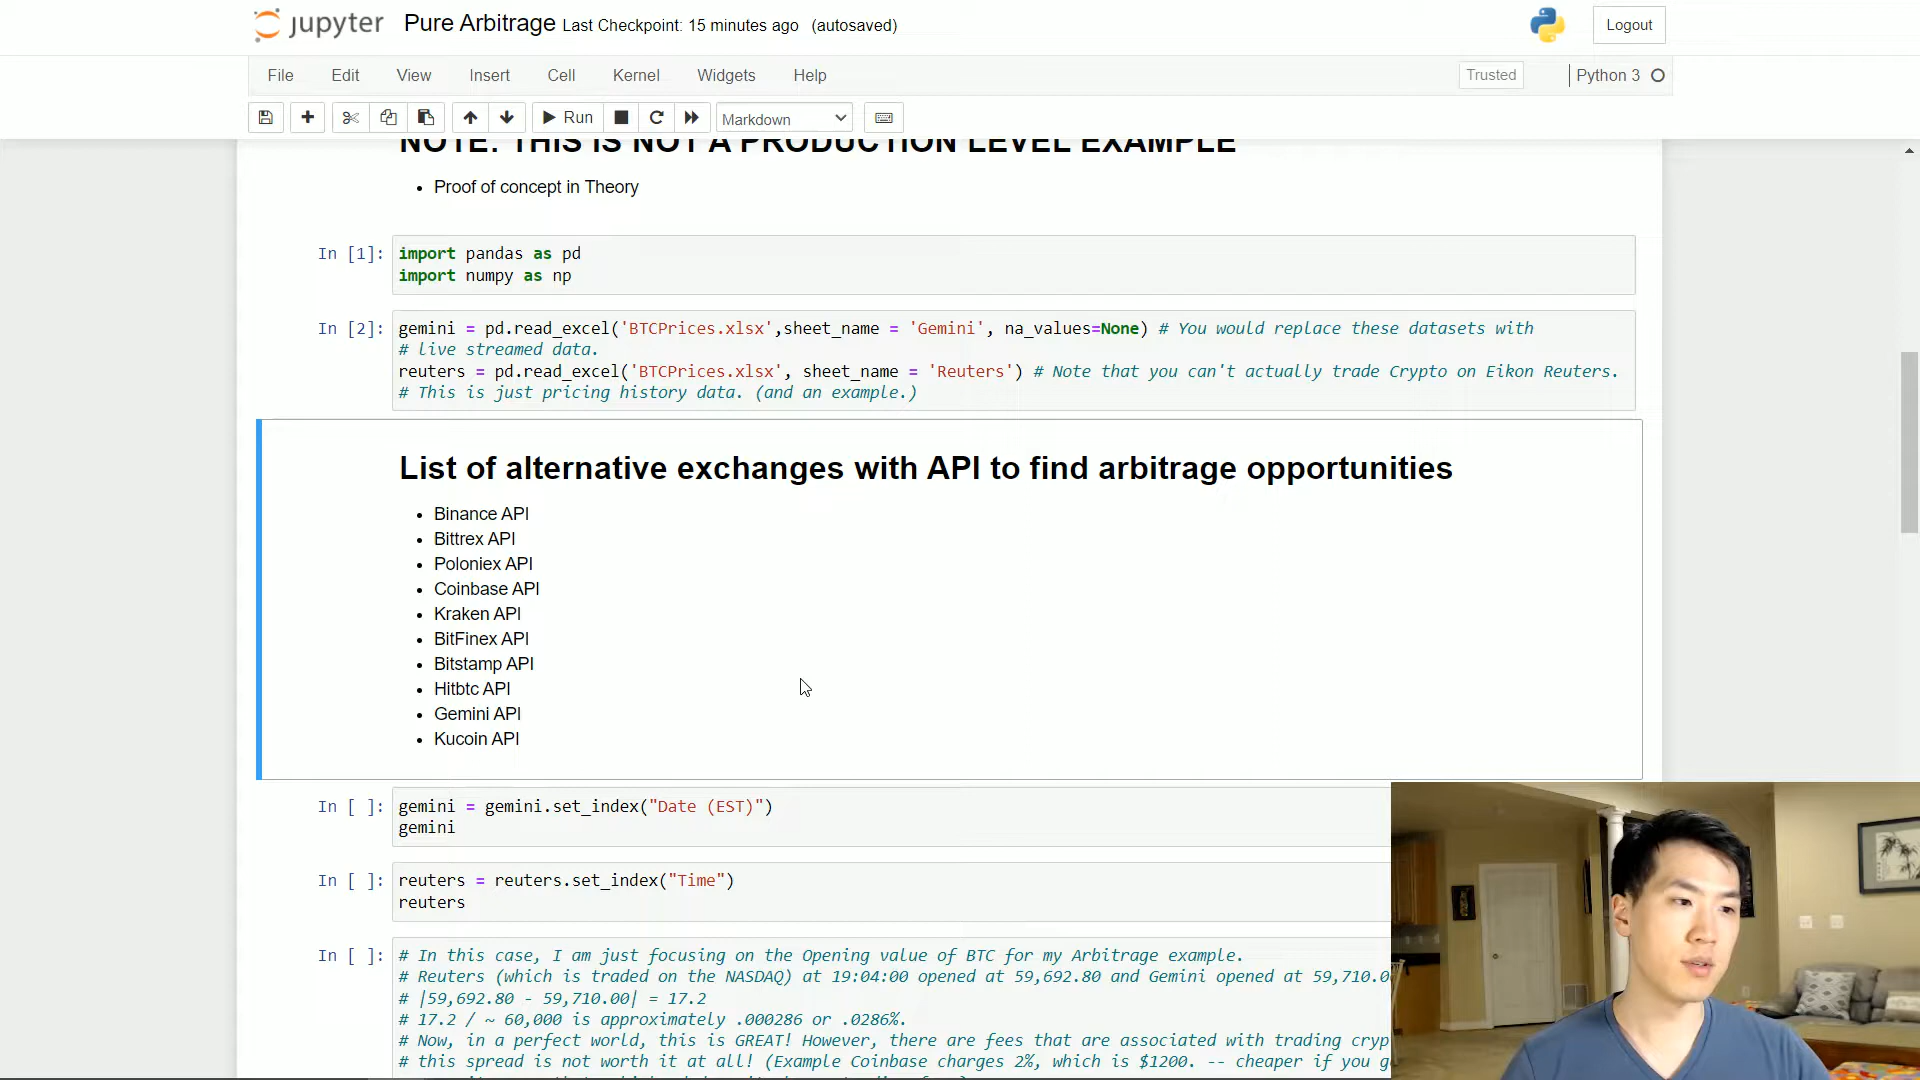 jupyter Pure Arbitrage Last Checkpoint: 15 minutes ago (autosaved) Logout
File Edit View Insert Cell Kernel Widgets Help Trusted Python 3
Run Markdown
NOTE: THIS IS NOT A PRODUCTION LEVEL EXAMPLE
• Proof of concept in Theory
In [1]: import pandas as pd
import numpy as np
In [2]: gemini = pd.read_excel('BTCPrices.xlsx',sheet_name = 'Gemini', na_values=None) # You would replace these datasets with
# live streamed data.
reuters = pd.read_excel('BTCPrices.xlsx', sheet_name = 'Reuters') # Note that you can't actually trade Crypto on Eikon Reuters.
# This is just pricing history data. (and an example.)
List of alternative exchanges with API to find arbitrage opportunities
• Binance API
• Bittrex API
• Poloniex API
• Coinbase API
• Kraken API
• BitFinex API
• Bitstamp API
• Hitbtc API
• Gemini API
• Kucoin API
In [ ]: gemini = gemini.set_index("Date (EST)")
gemini
In [ ]: reuters = reuters.set_index("Time")
reuters
In [ ]: # In this case, I am just focusing on the Opening value of BTC for my Arbitrage example.
# Reuters (which is traded on the NASDAQ) at 19:04:00 opened at 59,692.80 and Gemini opened at 59,710.0
# |59,692.80 - 59,710.00| = 17.2
# 17.2 / ~ 60,000 is approximately .000286 or .0286%.
# Now, in a perfect world, this is GREAT! However, there are fees that are associated with trading cryp
# this spread is not worth it at all! (Example Coinbase charges 2%, which is $1200. -- cheaper if you g